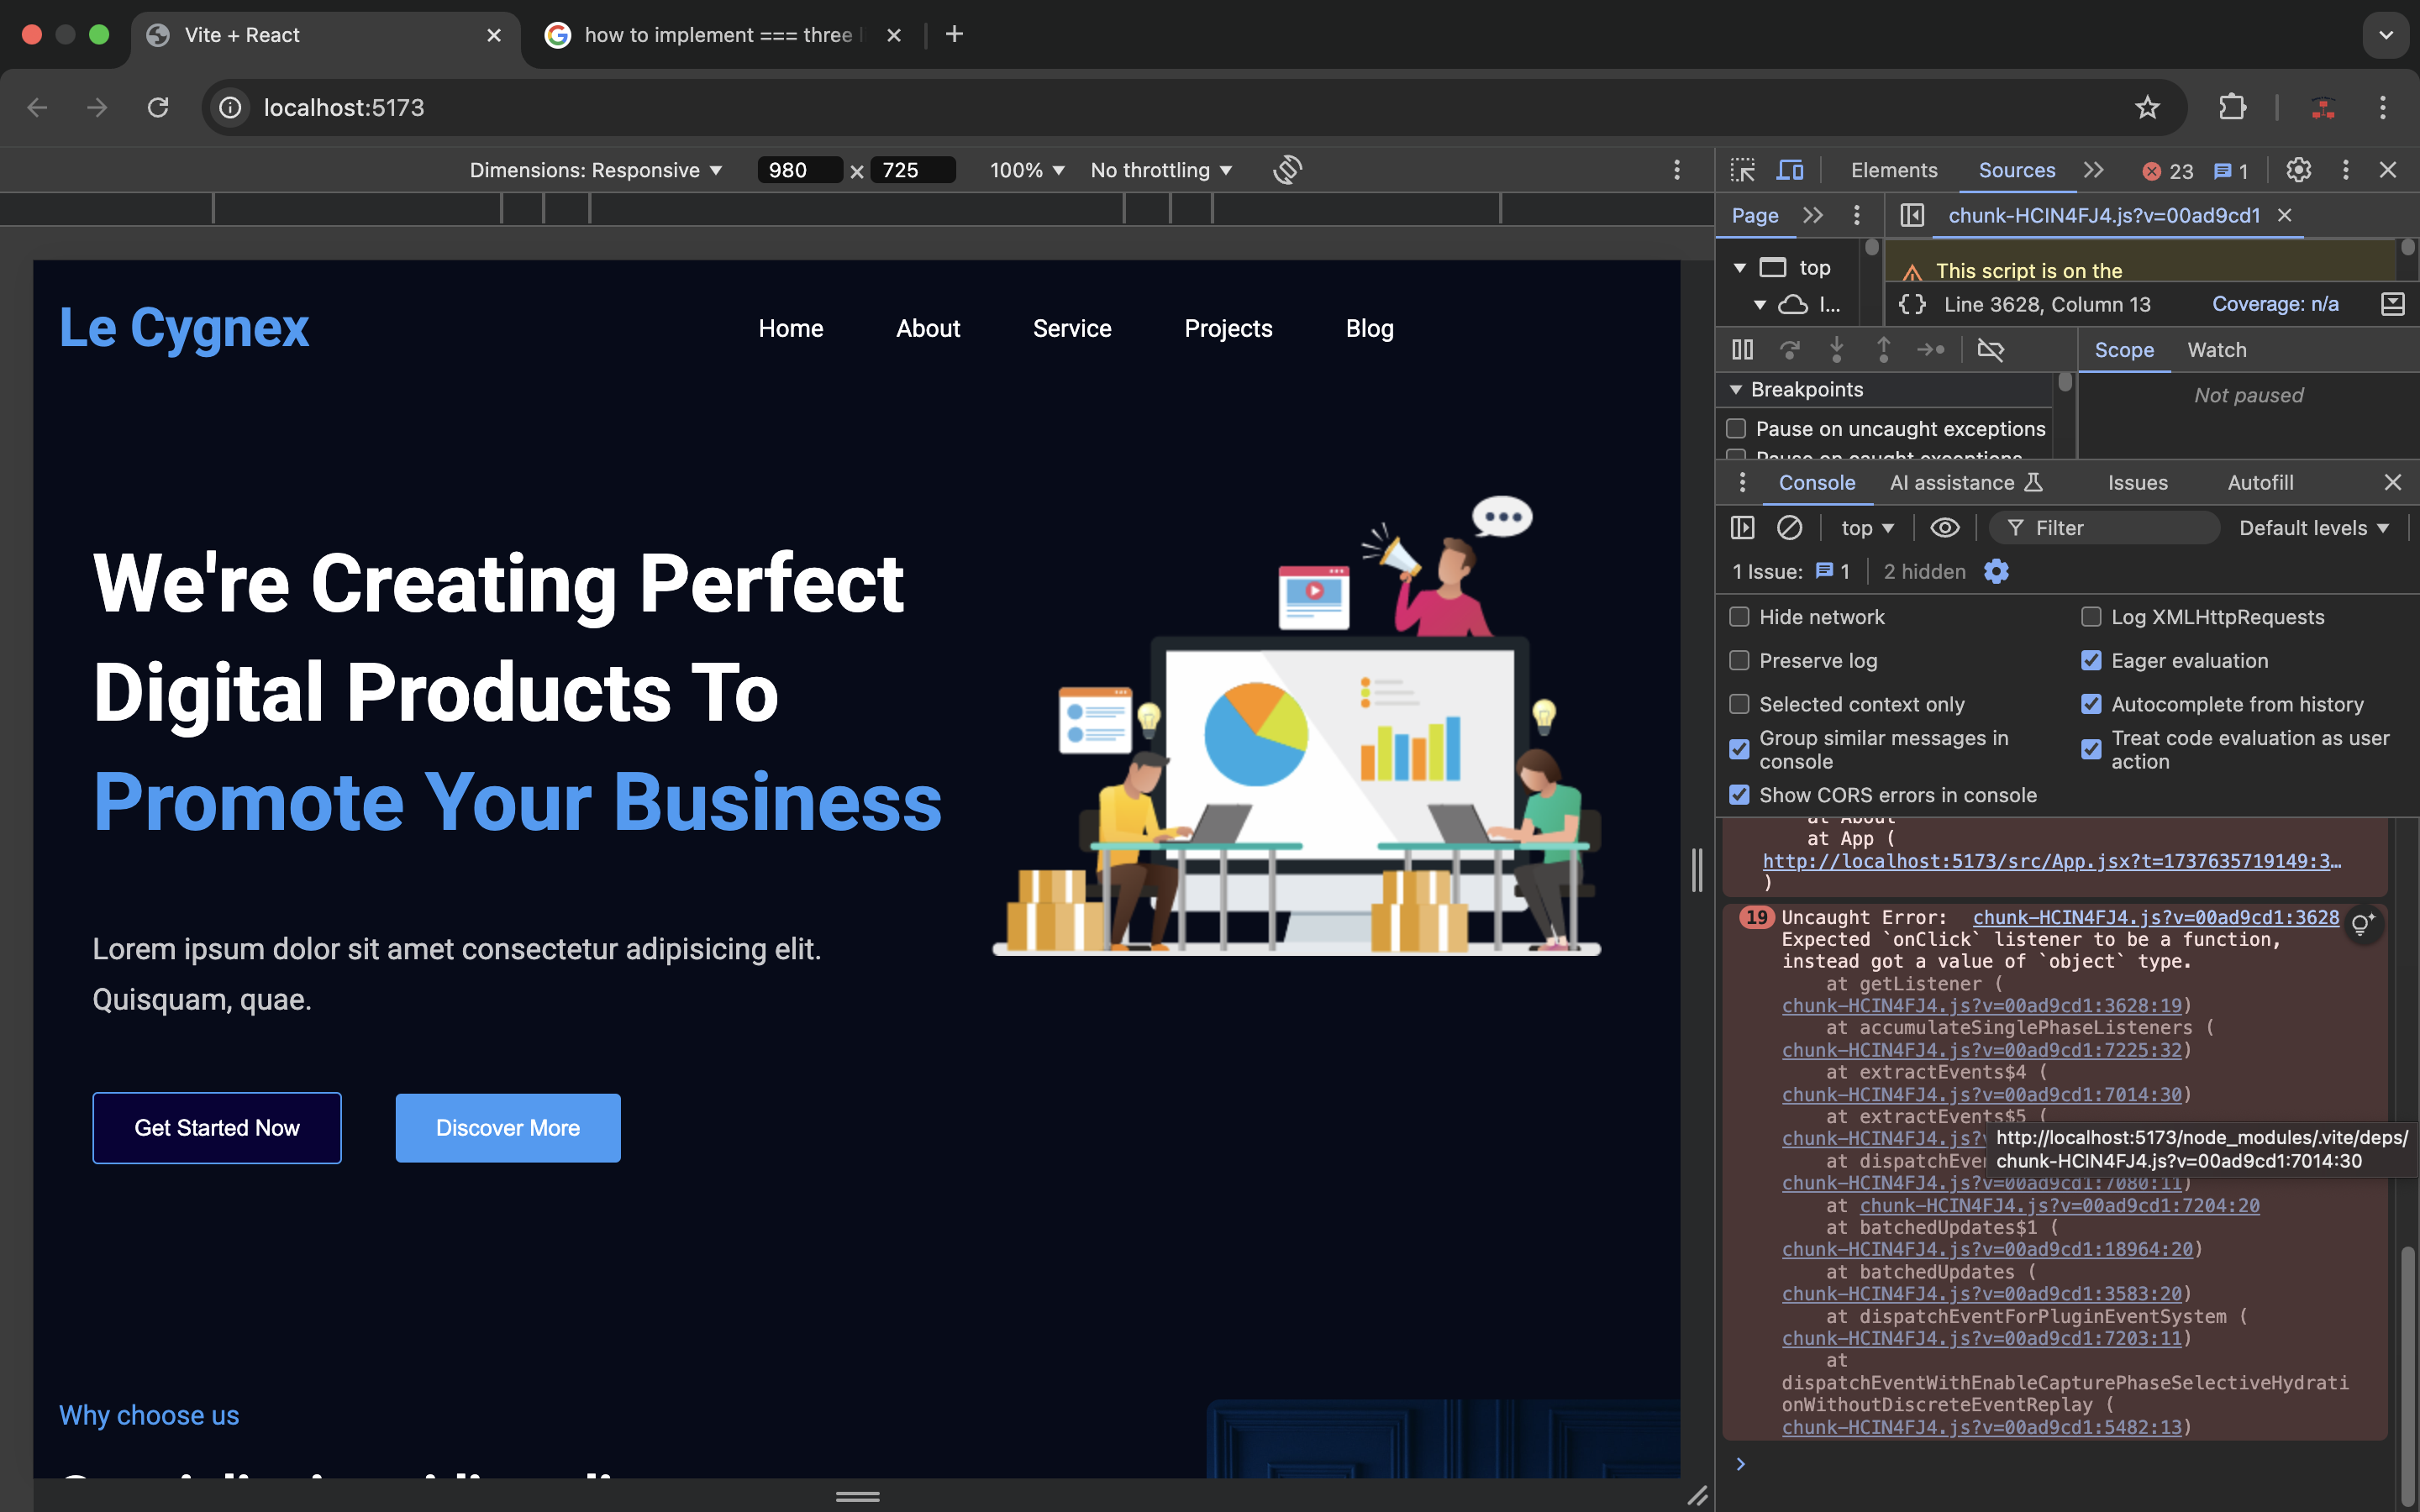 Vite + React
how to implement === three
localhost:5173
Dimensions: Responsive
980 × 725
100%
No throttling
Elements
Sources
23
1
Page
chunk-HCIN4FJ4.js?v=00ad9cd1
top
This script is on the
l...
{ } Line 3628, Column 13
Coverage: n/a
Scope
Watch
Breakpoints
Not paused
Pause on uncaught exceptions
Pause on caught exceptions
Console
AI assistance
Issues
Autofill
top
Filter
Default levels
1 Issue: 1
2 hidden
Hide network
Log XMLHttpRequests
Preserve log
Eager evaluation
Selected context only
Autocomplete from history
Group similar messages in
console
Treat code evaluation as user
action
Show CORS errors in console
at About
at App (
http://localhost:5173/src/App.jsx?t=1737635719149:3…
)
19 Uncaught Error: chunk-HCIN4FJ4.js?v=00ad9cd1:3628
Expected `onClick` listener to be a function,
instead got a value of `object` type.
at getListener (
chunk-HCIN4FJ4.js?v=00ad9cd1:3628:19)
at accumulateSinglePhaseListeners (
chunk-HCIN4FJ4.js?v=00ad9cd1:7225:32)
at extractEvents$4 (
chunk-HCIN4FJ4.js?v=00ad9cd1:7014:30)
at extractEvents$5 (
chunk-HCIN4FJ4.js?
http://localhost:5173/node_modules/.vite/deps/
chunk-HCIN4FJ4.js?v=00ad9cd1:7014:30
at dispatchEve
chunk-HCIN4FJ4.js?v=00ad9cd1:7080:11)
at chunk-HCIN4FJ4.js?v=00ad9cd1:7204:20
at batchedUpdates$1 (
chunk-HCIN4FJ4.js?v=00ad9cd1:18964:20)
at batchedUpdates (
chunk-HCIN4FJ4.js?v=00ad9cd1:3583:20)
at dispatchEventForPluginEventSystem (
chunk-HCIN4FJ4.js?v=00ad9cd1:7203:11)
at
dispatchEventWithEnableCapturePhaseSelectiveHydrati
onWithoutDiscreteEventReplay (
chunk-HCIN4FJ4.js?v=00ad9cd1:5482:13)
Le Cygnex
Home
About
Service
Projects
Blog
We're Creating Perfect
Digital Products To
Promote Your Business
Lorem ipsum dolor sit amet consectetur adipisicing elit.
Quisquam, quae.
Get Started Now
Discover More
Why choose us